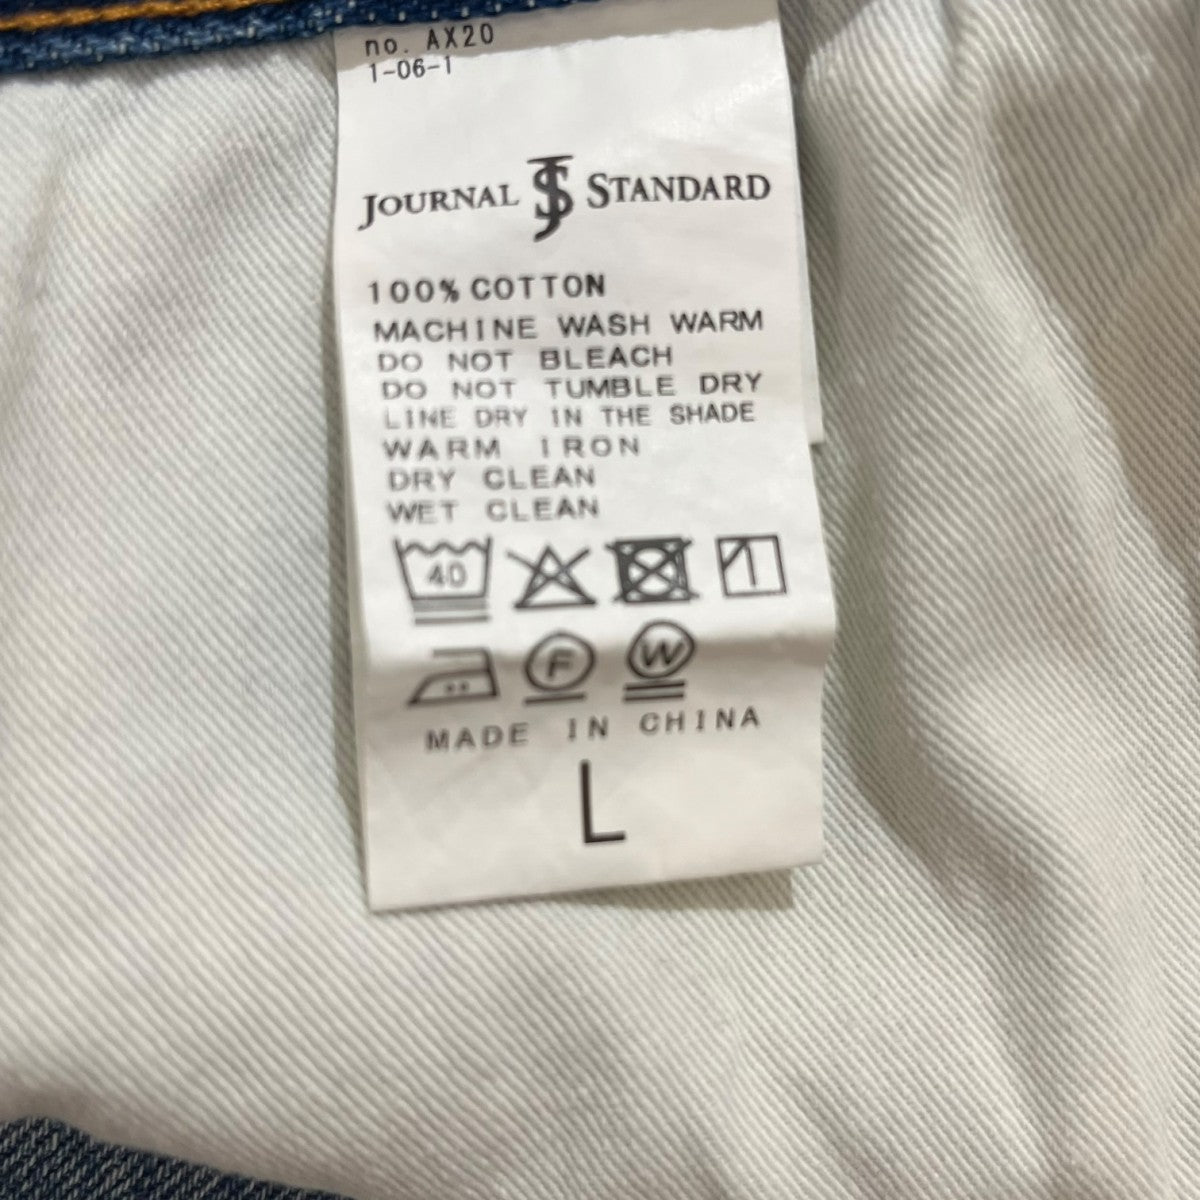 no. AX20
1-06-1
JOURNAL JS STANDARD
100% COTTON
MACHINE WASH WARM
DO NOT BLEACH
DO NOT TUMBLE DRY
LINE DRY IN THE SHADE
WARM IRON
DRY CLEAN
WET CLEAN
40
F W
MADE IN CHINA
L